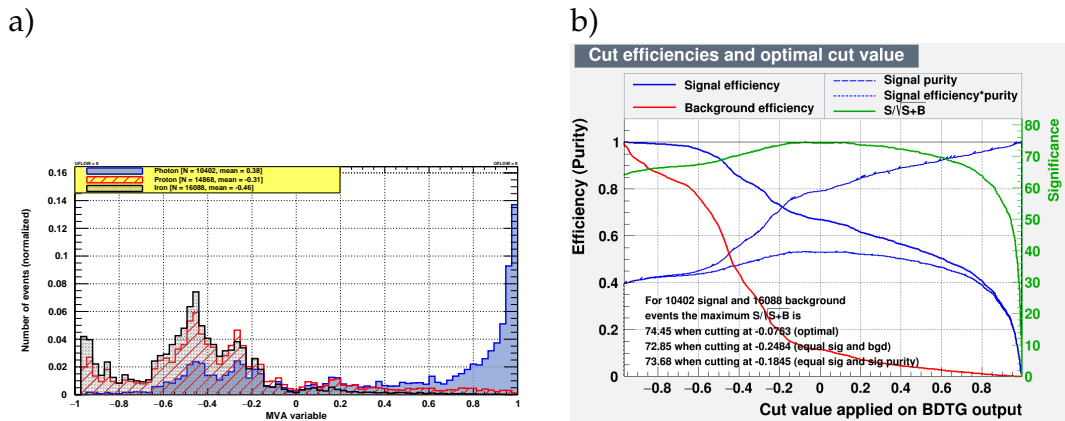 a)
UFLOW = 0
OFLOW = 0
Photon [N = 10402, mean = 0.38]
Proton [N = 14868, mean = -0.31]
Iron [N = 16088, mean = -0.46]
Number of events (normalized)
0.16
0.14
0.12
0.1
0.08
0.06
0.04
0.02
0
−1 −0.8 −0.6 −0.4 −0.2 0 0.2 0.4 0.6 0.8 1
MVA variable
b)
Cut efficiencies and optimal cut value
Signal efficiency
Background efficiency
Signal purity
Signal efficiency*purity
S/√S+B
Efficiency (Purity)
1
0.8
0.6
0.4
0.2
0
80
70
60
50
40
30
20
10
0
Significance
For 10402 signal and 16088 background
events the maximum S/√S+B is
74.45 when cutting at -0.0763 (optimal)
72.85 when cutting at -0.2484 (equal sig and bgd)
73.68 when cutting at -0.1845 (equal sig and sig purity)
−0.8 −0.6 −0.4 −0.2 0 0.2 0.4 0.6 0.8
Cut value applied on BDTG output